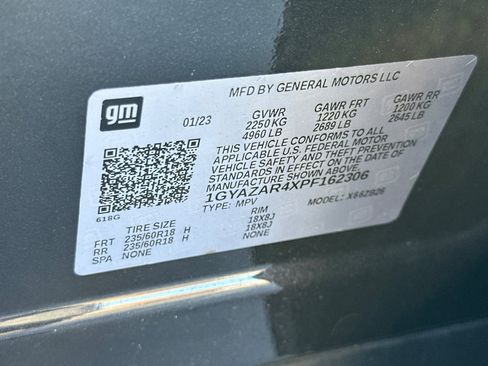 gm
MFD BY GENERAL MOTORS LLC
01/23 GVWR GAWR FRT GAWR RR
2250 KG 1220 KG 1200 KG
4960 LB 2689 LB 2645 LB
THIS VEHICLE CONFORMS TO ALL
APPLICABLE U.S. FEDERAL MOTOR
VEHICLE SAFETY AND THEFT PREVENTION
STANDARDS IN EFFECT ON THE DATE OF
MANUFACTURE SHOWN ABOVE.
1GYAZAR4XPF162306
TYPE: MPV MODEL: X66ZB26
618G
TIRE SIZE RIM
FRT 235/60R18 H 18X8J
RR 235/60R18 H 18X8J
SPA NONE NONE